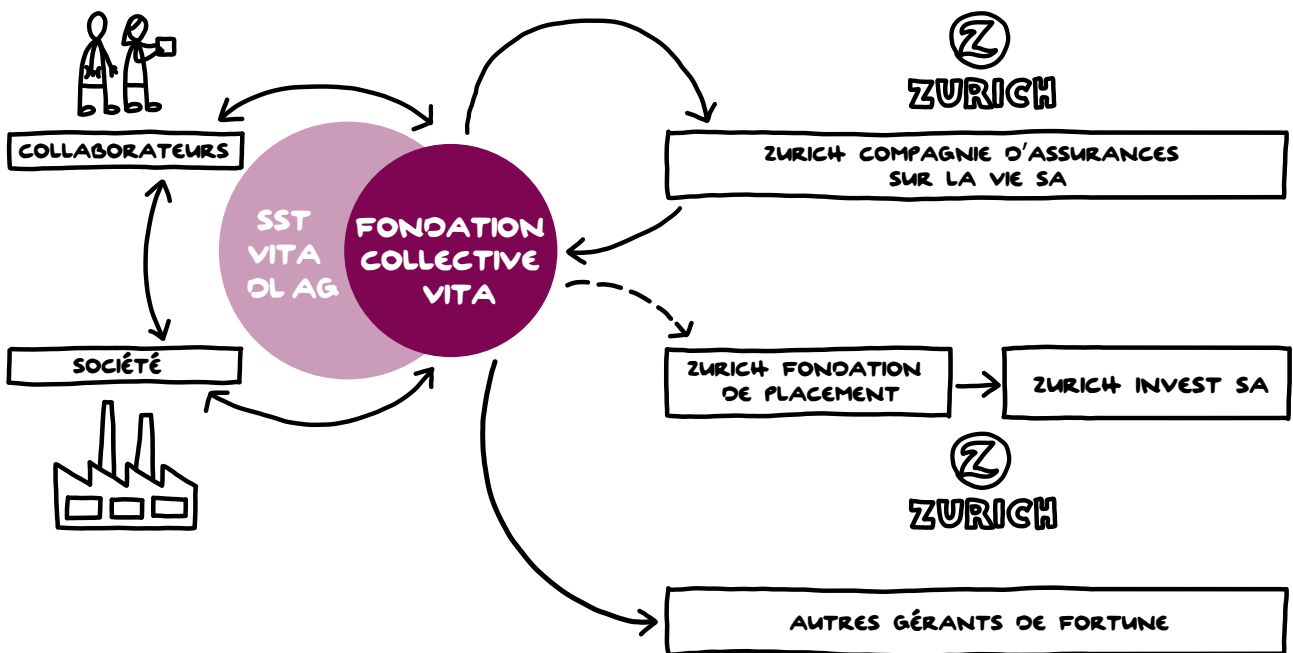 COLLABORATEURS
SOCIÉTÉ
SST
VITA
DL AG
FONDATION
COLLECTIVE
VITA
Z
ZURICH
ZURICH COMPAGNIE D'ASSURANCES
SUR LA VIE SA
ZURICH FONDATION
DE PLACEMENT
ZURICH INVEST SA
Z
ZURICH
AUTRES GÉRANTS DE FORTUNE